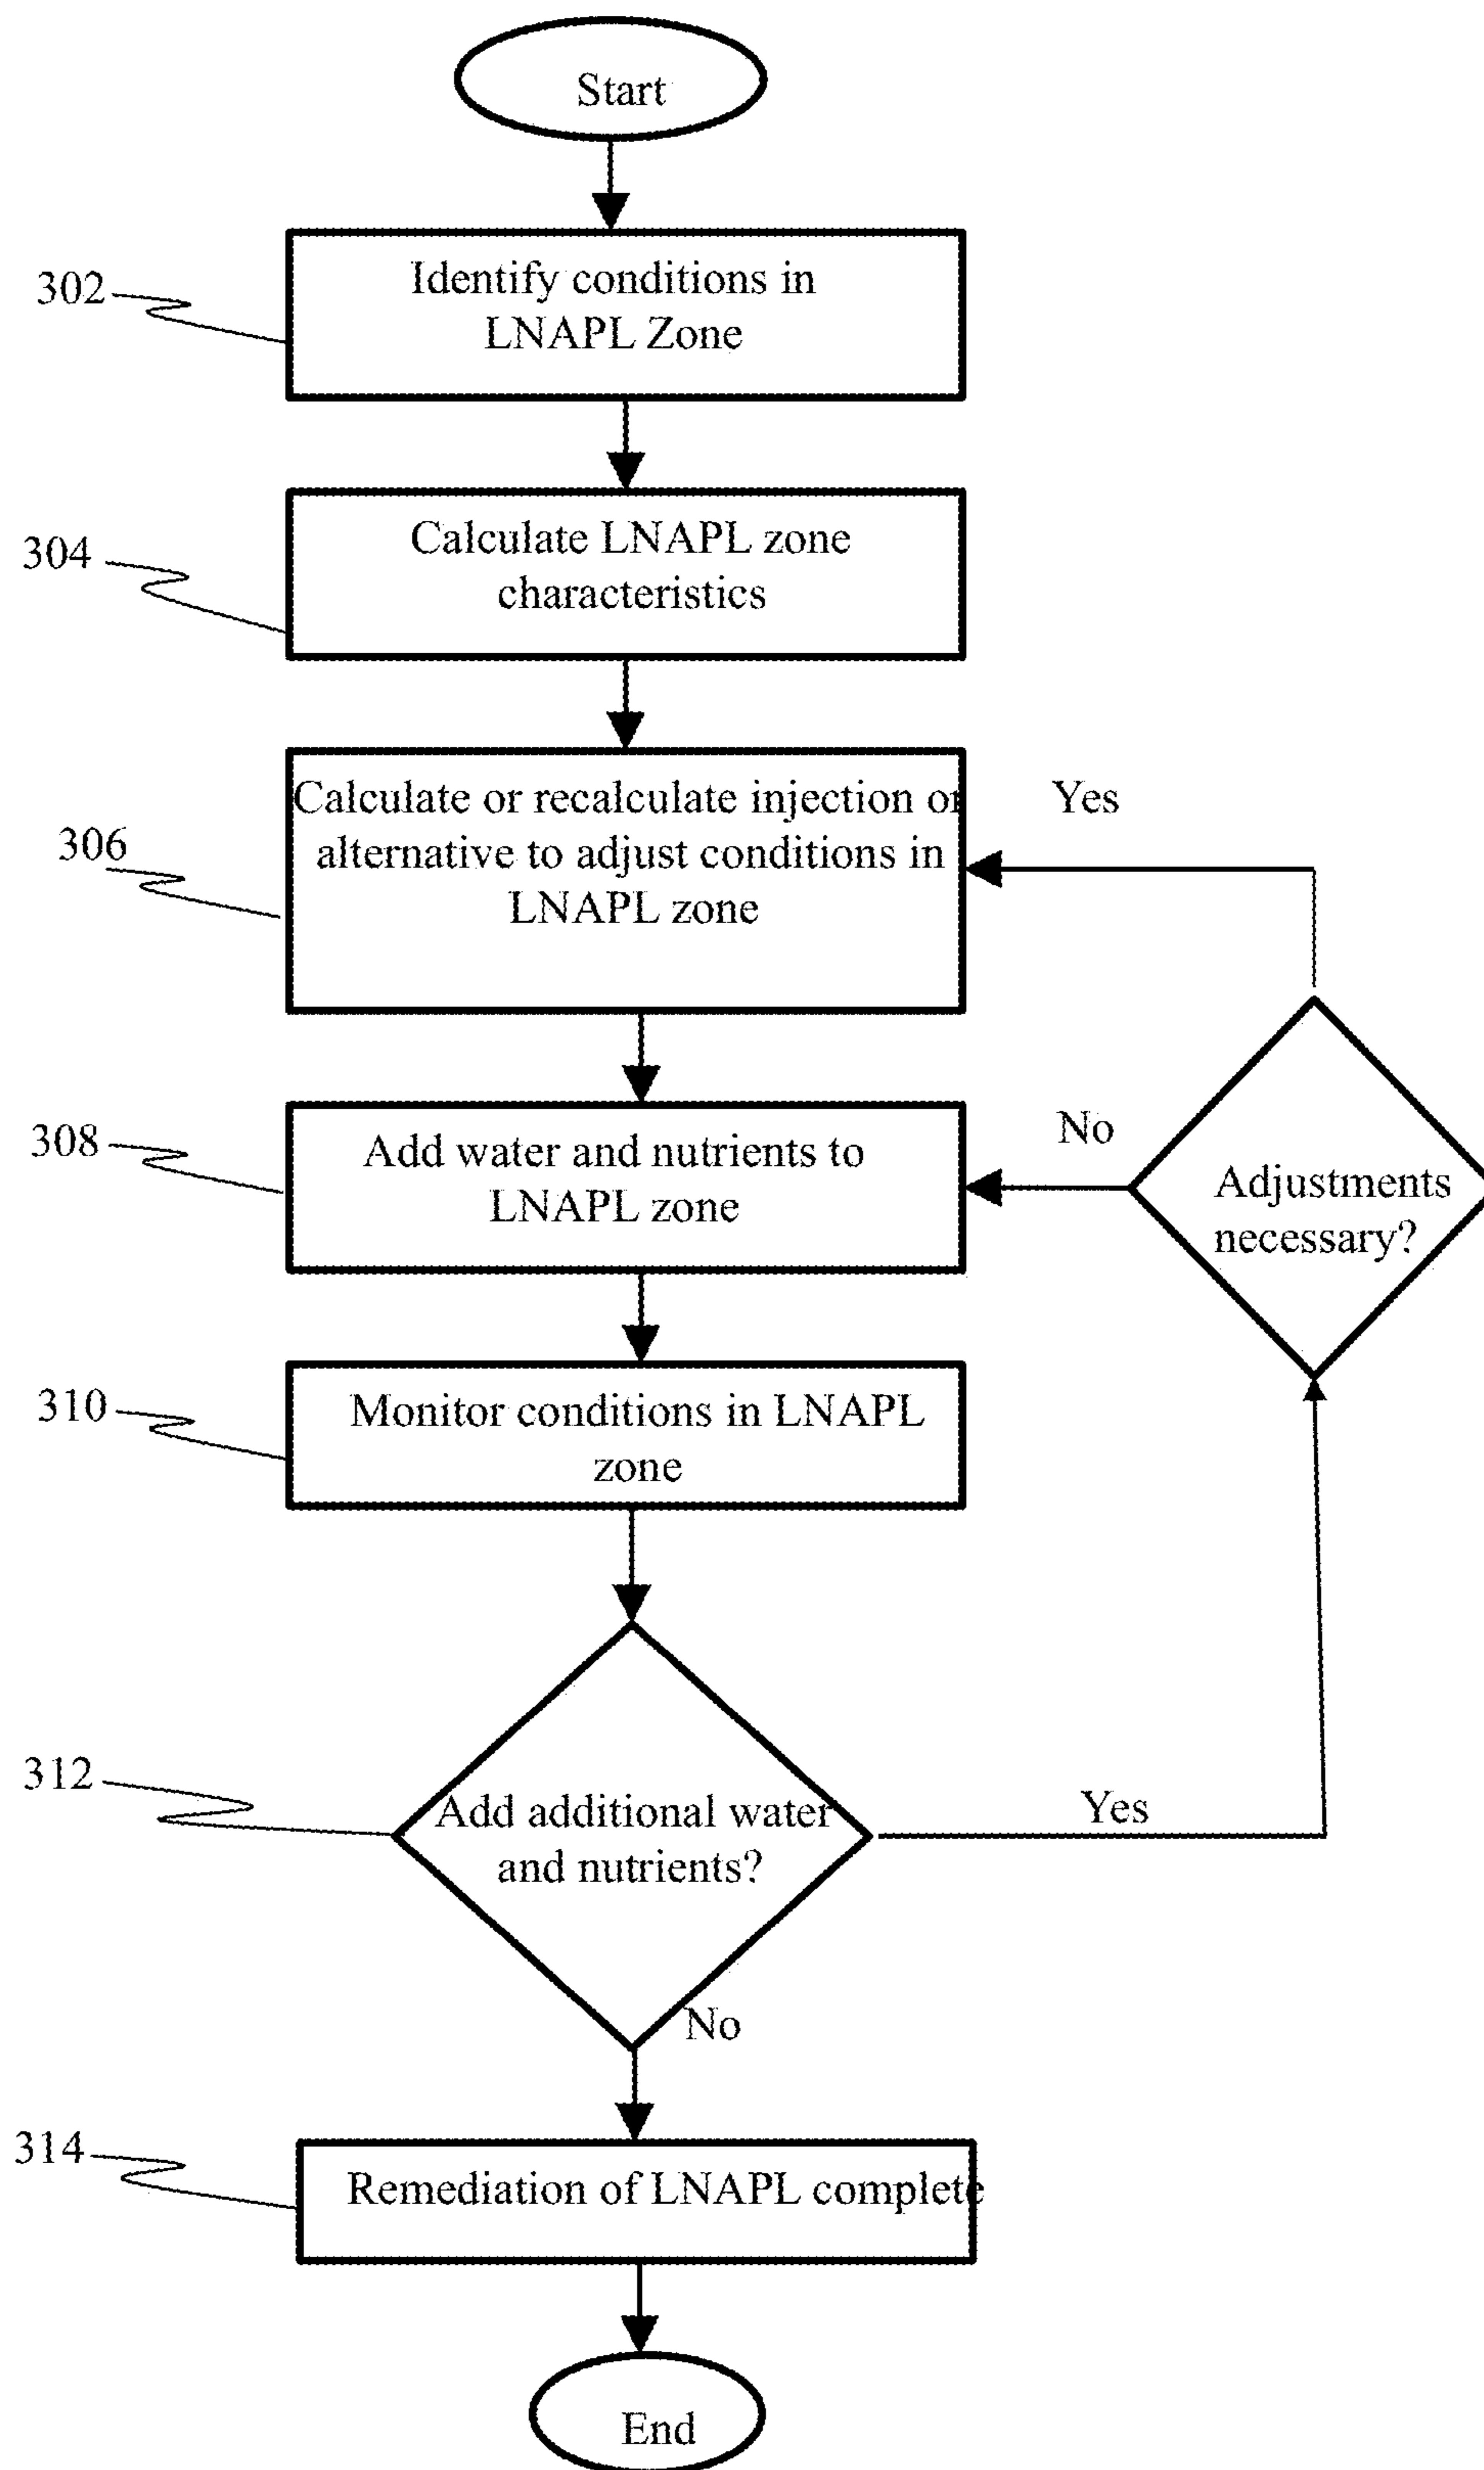 Start
302
Identify conditions in
LNAPL Zone
304
Calculate LNAPL zone
characteristics
306
Calculate or recalculate injection or
alternative to adjust conditions in
LNAPL zone
Yes
308
Add water and nutrients to
LNAPL zone
No
Adjustments
necessary?
310
Monitor conditions in LNAPL
zone
312
Add additional water
and nutrients?
Yes
No
314
Remediation of LNAPL complete
End